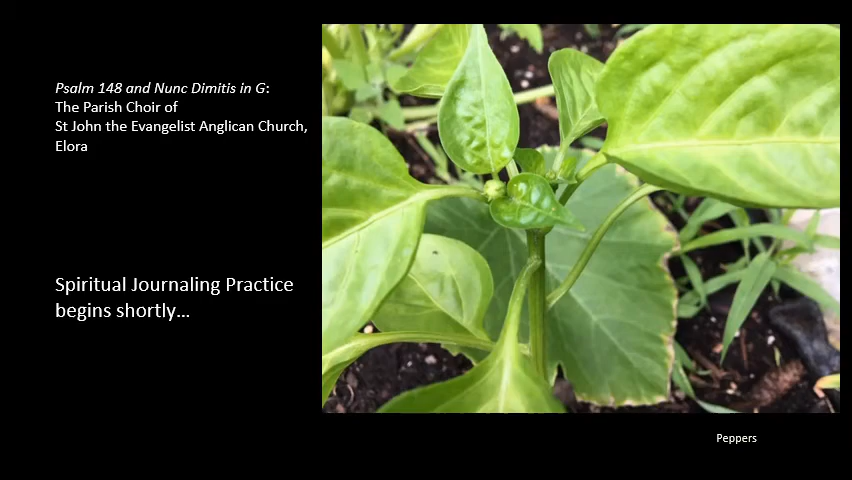 Psalm 148 and Nunc Dimitis in G:
The Parish Choir of
St John the Evangelist Anglican Church,
Elora
Spiritual Journaling Practice
begins shortly…
Peppers